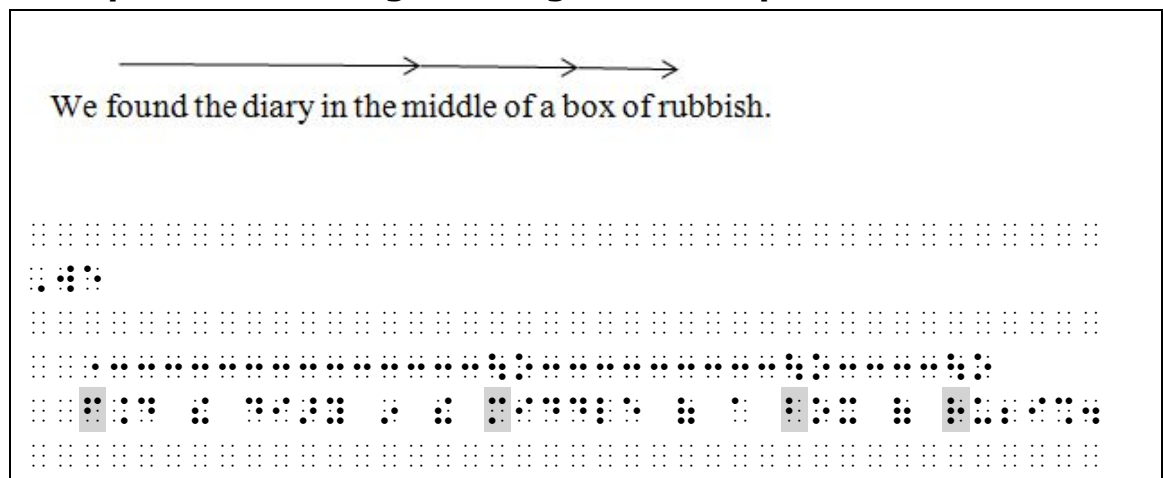 We found the diary in the middle of a box of rubbish.
⠠⠺⠑
⠐⠒⠒⠒⠒⠒⠒⠒⠒⠒⠒⠒⠒⠒⠒⠳⠕⠒⠒⠒⠒⠒⠒⠒⠒⠒⠳⠕⠒⠒⠒⠒⠳⠕
⠋⠨⠙ ⠮ ⠙⠊⠜⠽ ⠔ ⠮ ⠍⠊⠙⠙⠇⠑ ⠷ ⠁ ⠃⠕⠭ ⠷ ⠗⠥⠆⠊⠩⠲